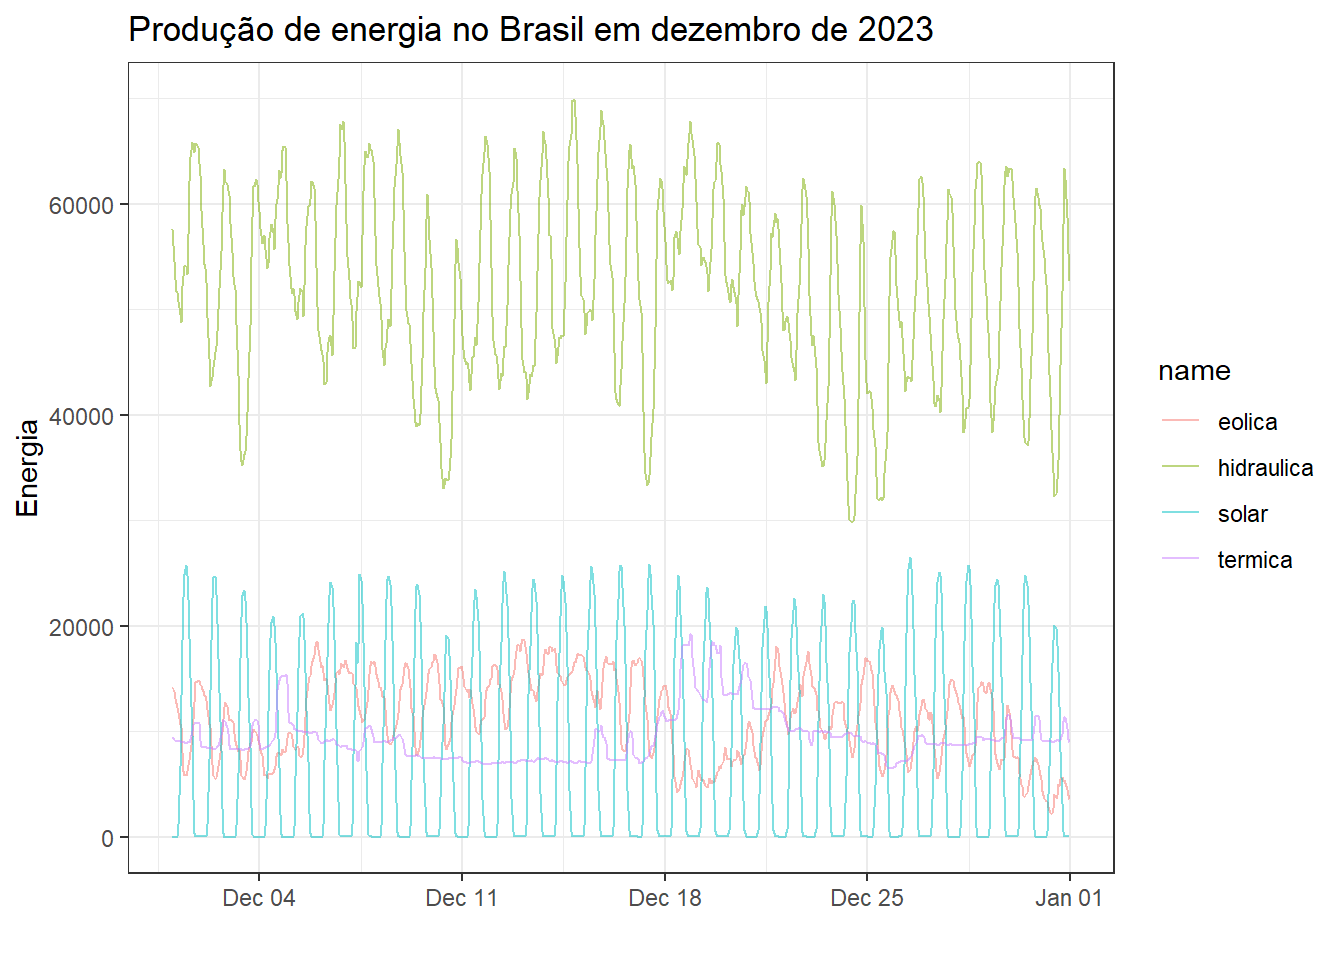 Produção de energia no Brasil em dezembro de 2023
Energia
60000
40000
20000
0
Dec 04
Dec 11
Dec 18
Dec 25
Jan 01
name
eolica
hidraulica
solar
termica